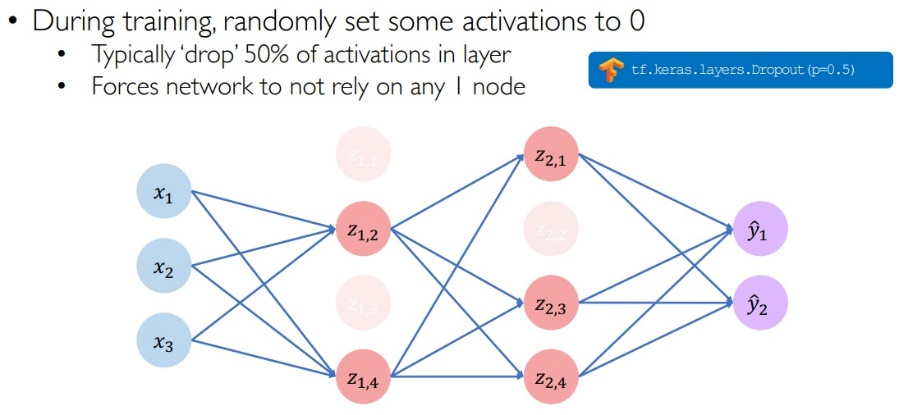 • During training, randomly set some activations to 0
• Typically ‘drop’ 50% of activations in layer
• Forces network to not rely on any 1 node
tf.keras.layers.Dropout(p=0.5)
z1,1
z2,1
x1
z1,2
z2,2
ŷ1
x2
z1,3
z2,3
ŷ2
x3
z1,4
z2,4